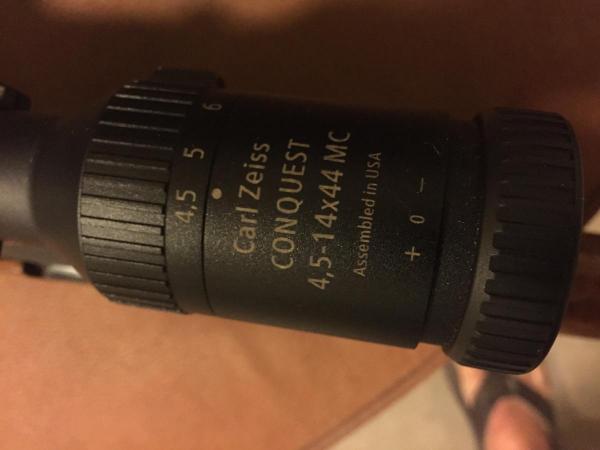 Carl Zeiss
CONQUEST
4,5-14x44 MC
Assembled in USA
+ 0 −
4,5 5 6